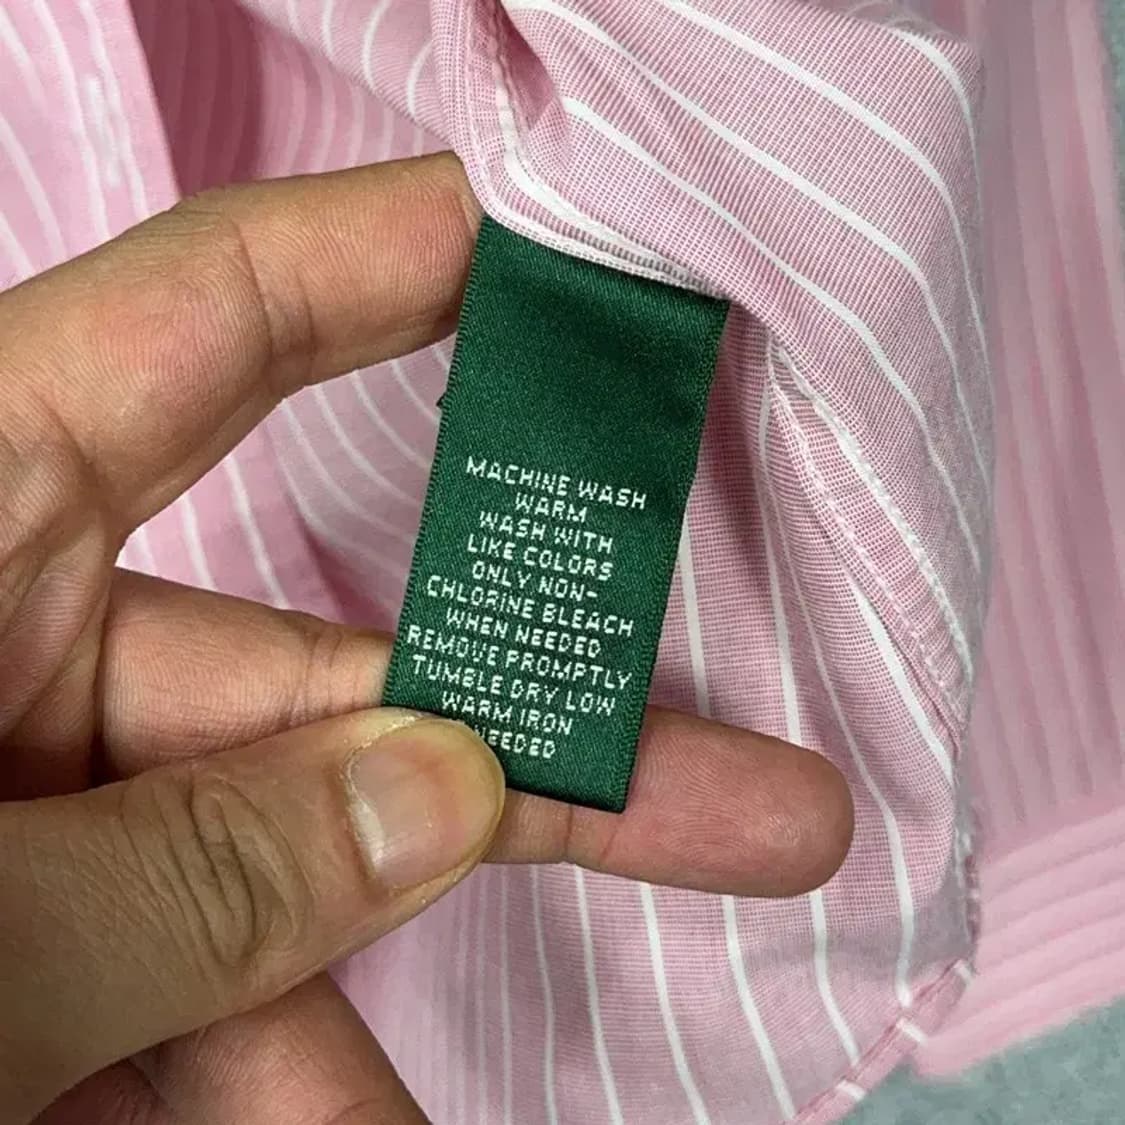 MACHINE WASH
WARM
WASH WITH
LIKE COLORS
ONLY NON-
CHLORINE BLEACH
WHEN NEEDED
REMOVE PROMPTLY
TUMBLE DRY LOW
WARM IRON
NEEDED